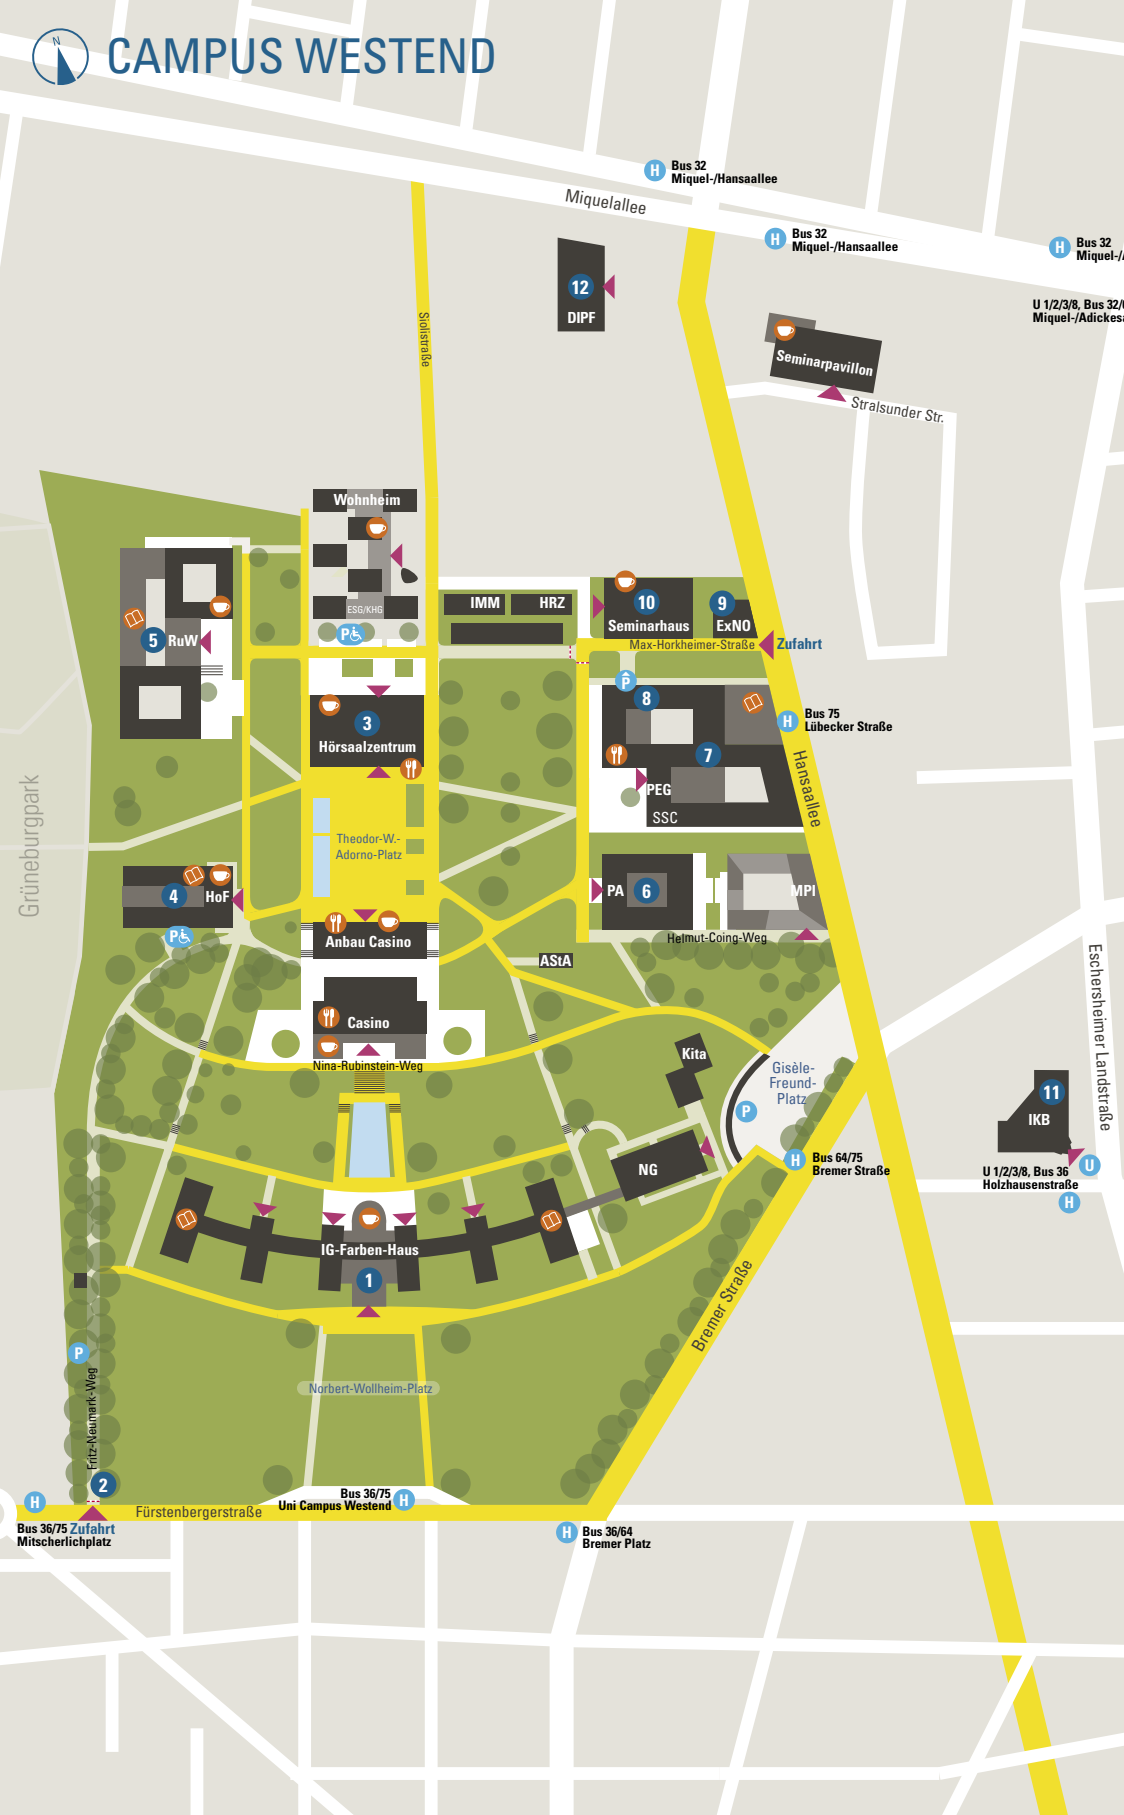 N
CAMPUS WESTEND
H
Bus 32
Miquel-/Hansaallee
Miquelallee
H
Bus 32
Miquel-/Hansaallee
H
Bus 32
Miquel-/A
12
DIPF
U 1/2/3/8, Bus 32/
Miquel-/Adickes
Siolistraße
Seminarpavillon
Stralsunder Str.
Wohnheim
ESG/KHG
P
IMM
HRZ
10
Seminarhaus
9
ExNO
5
RuW
Max-Horkheimer-Straße
Zufahrt
P
8
3
Hörsaalzentrum
H
Bus 75
Lübecker Straße
7
PEG
SSC
Hansaallee
Grüneburgpark
Theodor-W.-
Adorno-Platz
4
HoF
P
PA
6
MPI
Anbau Casino
Helmut-Coing-Weg
AStA
Casino
Nina-Rubinstein-Weg
Kita
Gisèle-
Freund-
Platz
P
Eschersheimer Landstraße
11
IKB
NG
H
Bus 64/75
Bremer Straße
U
U 1/2/3/8, Bus 36
Holzhausenstraße
H
IG-Farben-Haus
1
Bremer Straße
P
Fritz-Neumark-Weg
Norbert-Wollheim-Platz
2
H
Bus 36/75
Uni Campus Westend
H
Fürstenbergerstraße
Bus 36/75
Mitscherlichplatz
Zufahrt
H
Bus 36/64
Bremer Platz